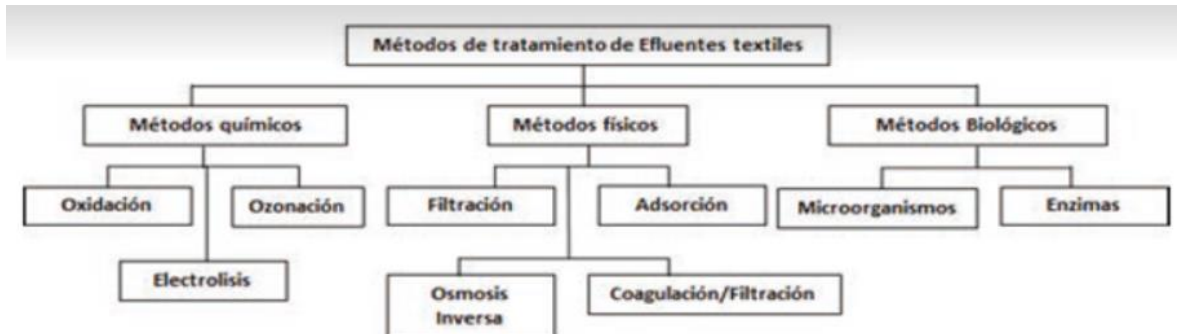 Métodos de tratamiento de Efluentes textiles
Métodos químicos
Métodos físicos
Métodos Biológicos
Oxidación
Ozonación
Filtración
Adsorción
Microorganismos
Enzimas
Electrolisis
Osmosis
Inversa
Coagulación/Filtración